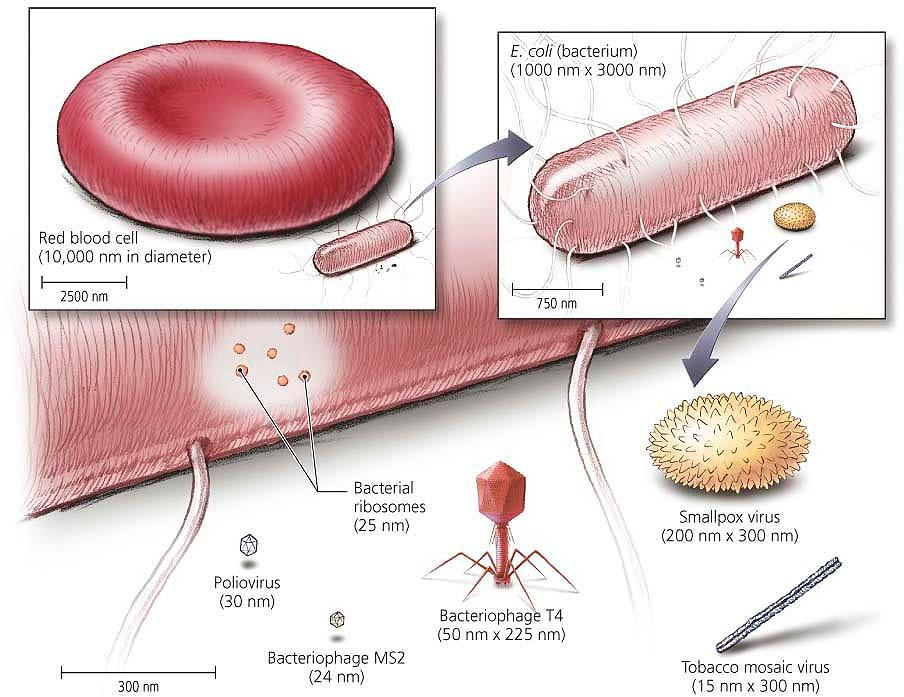 Red blood cell
(10,000 nm in diameter)
2500 nm
E. coli (bacterium)
(1000 nm x 3000 nm)
750 nm
Bacterial
ribosomes
(25 nm)
Smallpox virus
(200 nm x 300 nm)
Poliovirus
(30 nm)
Bacteriophage T4
(50 nm x 225 nm)
Bacteriophage MS2
(24 nm)
Tobacco mosaic virus
(15 nm x 300 nm)
300 nm